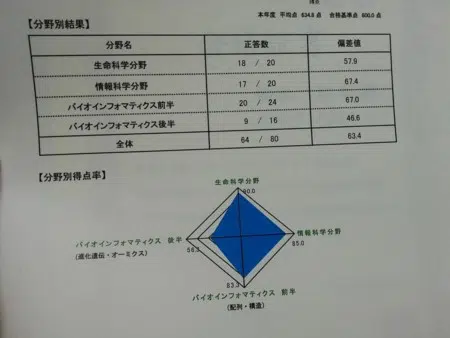 得点
本年度 平均点 634.8 点 合格基準点 600.0 点
【分野別結果】
分野名 正答数 偏差値
生命科学分野 18 / 20 57.9
情報科学分野 17 / 20 67.4
バイオインフォマティクス前半 20 / 24 67.0
バイオインフォマティクス後半 9 / 16 46.6
全体 64 / 80 63.4
【分野別得点率】
生命科学分野
90.0
情報科学分野
85.0
バイオインフォマティクス 後半
(進化遺伝・オーミクス)
56.3
83.3
バイオインフォマティクス 前半
(配列・構造)